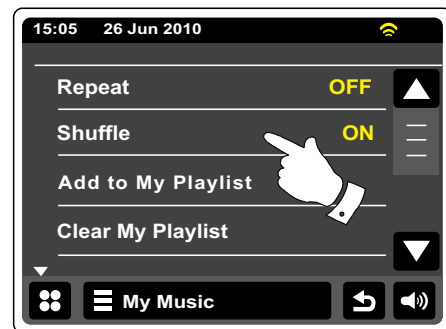 15:05 26 Jun 2010
Repeat OFF
Shuffle ON
Add to My Playlist
Clear My Playlist
My Music